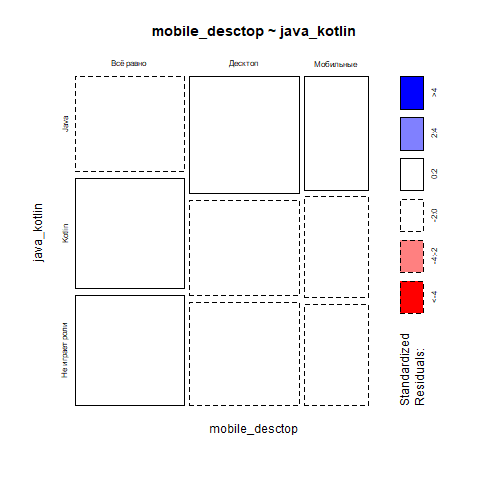 mobile_desctop ~ java_kotlin
Всё равно
Десктоп
Мобильные
Java
Kotlin
Не играет роли
java_kotlin
mobile_desctop
>4
2:4
0:2
-2:0
-4:-2
<-4
Standardized
Residuals: